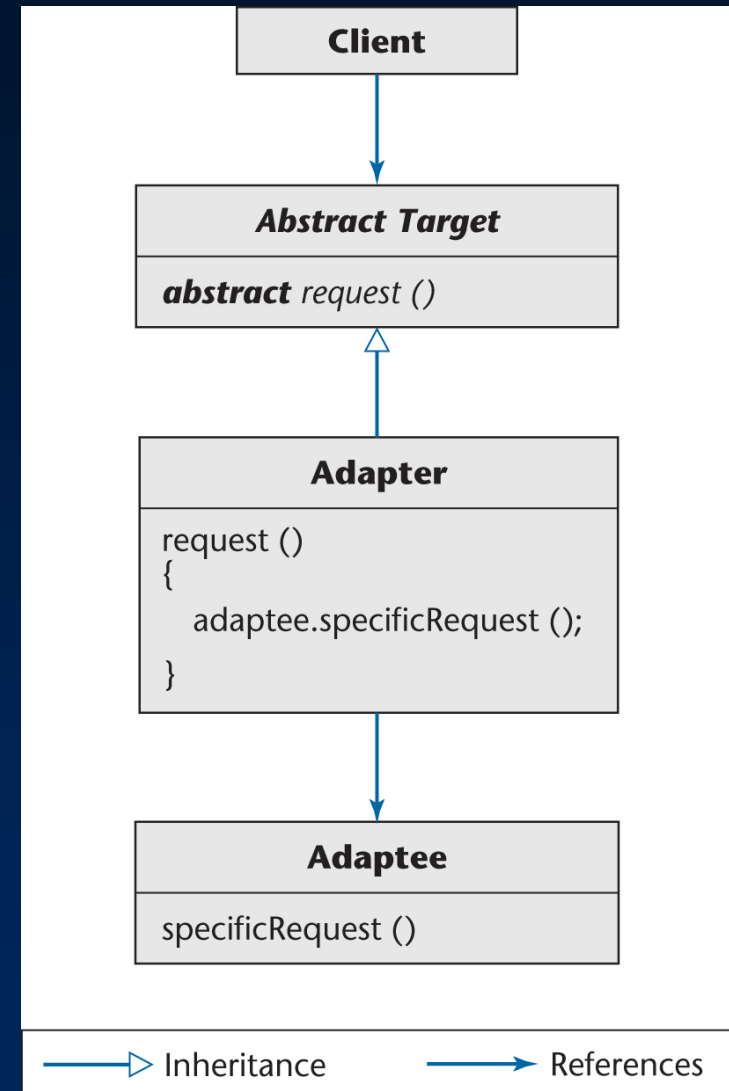 Client
Abstract Target
abstract request ()
Adapter
request ()
{
adaptee.specificRequest ();
}
Adaptee
specificRequest ()
Inheritance
References